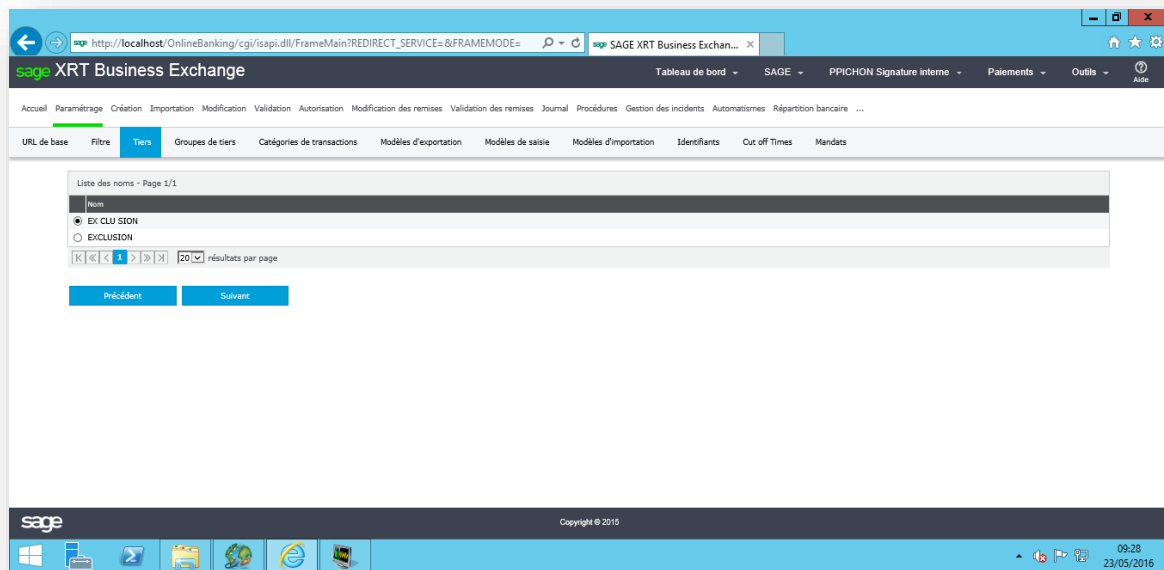 http://localhost/OnlineBanking/cgi/isapi.dll/FrameMain?REDIRECT_SERVICE=&FRAMEMODE= sage SAGE XRT Business Exchan...
sage XRT Business Exchange Tableau de bord SAGE PPICHON Signature interne Paiements Outils Aide
Accueil Paramétrage Création Importation Modification Validation Autorisation Modification des remises Validation des remises Journal Procédures Gestion des incidents Automatismes Répartition bancaire ...
URL de base Filtre Tiers Groupes de tiers Catégories de transactions Modèles d'exportation Modèles de saisie Modèles d'importation Identifiants Cut off Times Mandats
Liste des noms - Page 1/1
Nom
EX CLU SION
EXCLUSION
1 20 résultats par page
Précédent Suivant
sage Copyright © 2015
09:28
23/05/2016